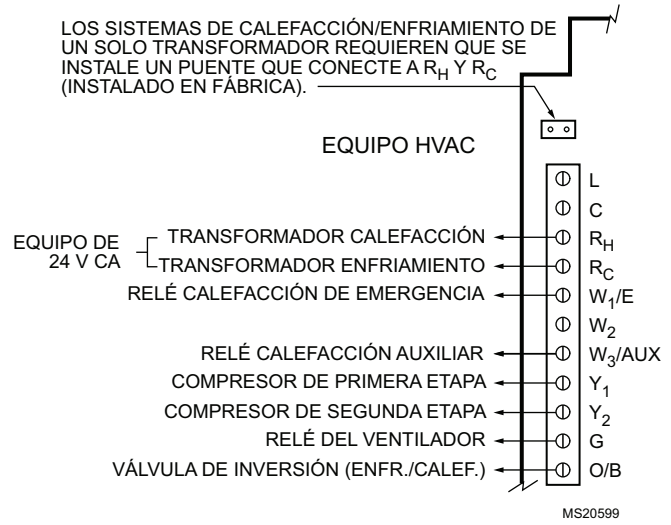 LOS SISTEMAS DE CALEFACCIÓN/ENFRIAMIENTO DE
UN SOLO TRANSFORMADOR REQUIEREN QUE SE
INSTALE UN PUENTE QUE CONECTE A RH Y RC
(INSTALADO EN FÁBRICA).
EQUIPO HVAC
L
C
EQUIPO DE
24 V CA
TRANSFORMADOR CALEFACCIÓN RH
TRANSFORMADOR ENFRIAMIENTO RC
RELÉ CALEFACCIÓN DE EMERGENCIA W1/E
W2
RELÉ CALEFACCIÓN AUXILIAR W3/AUX
COMPRESOR DE PRIMERA ETAPA Y1
COMPRESOR DE SEGUNDA ETAPA Y2
RELÉ DEL VENTILADOR G
VÁLVULA DE INVERSIÓN (ENFR./CALEF.) O/B
MS20599